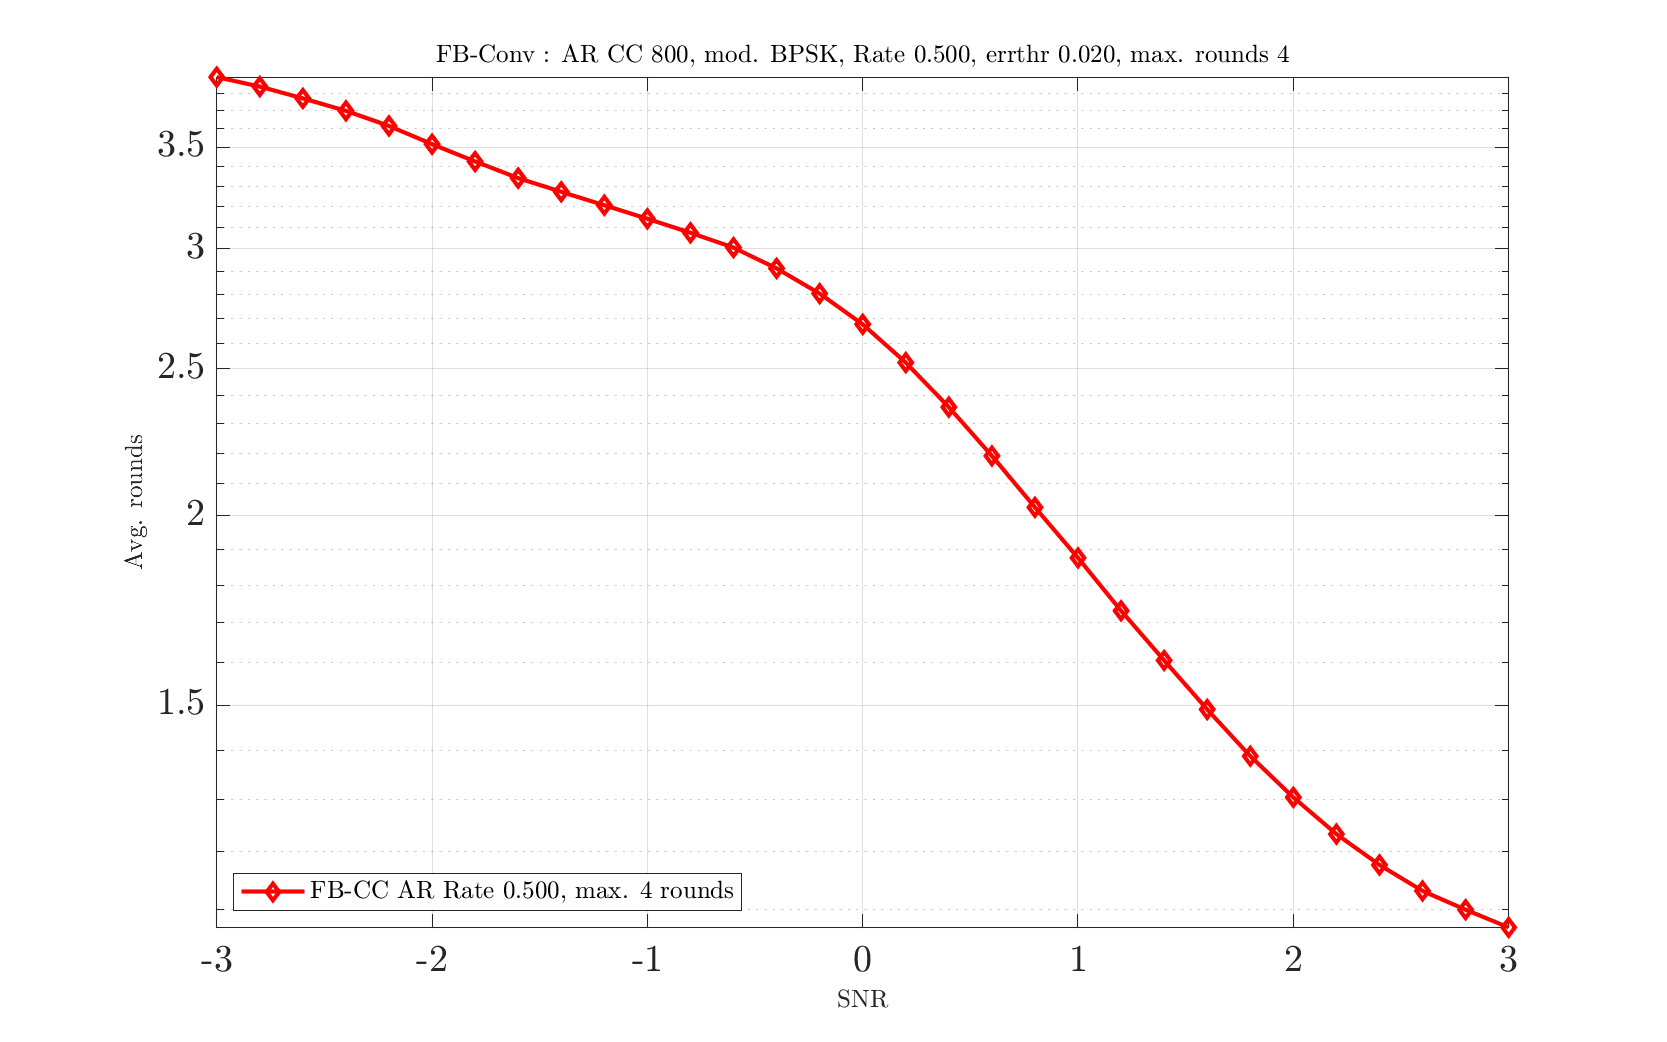 FB-Conv : AR CC 800, mod. BPSK, Rate 0.500, errthr 0.020, max. rounds 4
3.5
3
2.5
2
1.5
Avg. rounds
FB-CC AR Rate 0.500, max. 4 rounds
-3 -2 -1 0 1 2 3
SNR